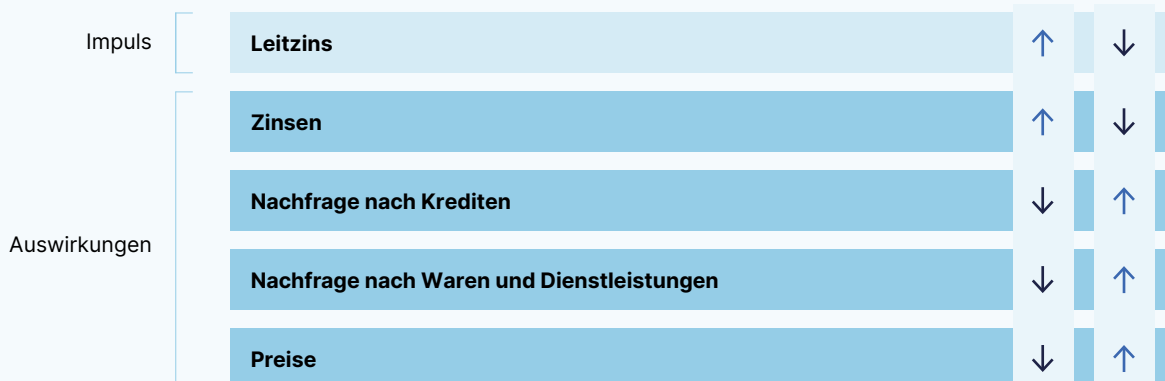 Impuls
Leitzins ↑ ↓
Zinsen ↑ ↓
Nachfrage nach Krediten ↓ ↑
Auswirkungen
Nachfrage nach Waren und Dienstleistungen ↓ ↑
Preise ↓ ↑